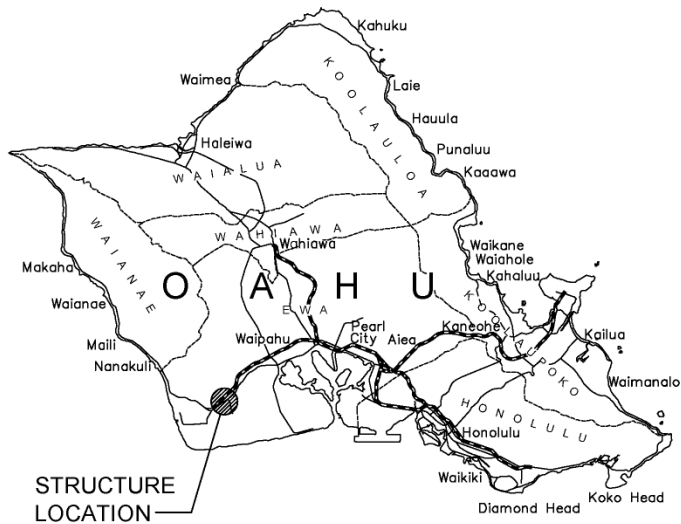 Kahuku
KOOLAULOA
Waimea
Laie
Hauula
Haleiwa
Punaluu
WAIALUA
Kaaawa
WAIANAE
WAHIAWA
Wahiawa
Waikane
Waiahole
Kahaluu
Makaha
OAHU
Waianae
EWA
KOOLAUPOKO
Maili
Waipahu
Pearl
City
Aiea
Kaneohe
Kailua
Nanakuli
Waimanalo
HONOLULU
Honolulu
STRUCTURE
LOCATION
Waikiki
Koko Head
Diamond Head